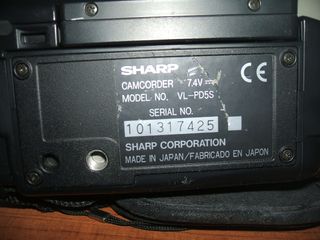 SHARP
CAMCORDER 7.4V ⎓ CE
MODEL NO. VL-PD5S
SERIAL NO.
101317425
SHARP CORPORATION
MADE IN JAPAN/FABRICADO EN JAPON